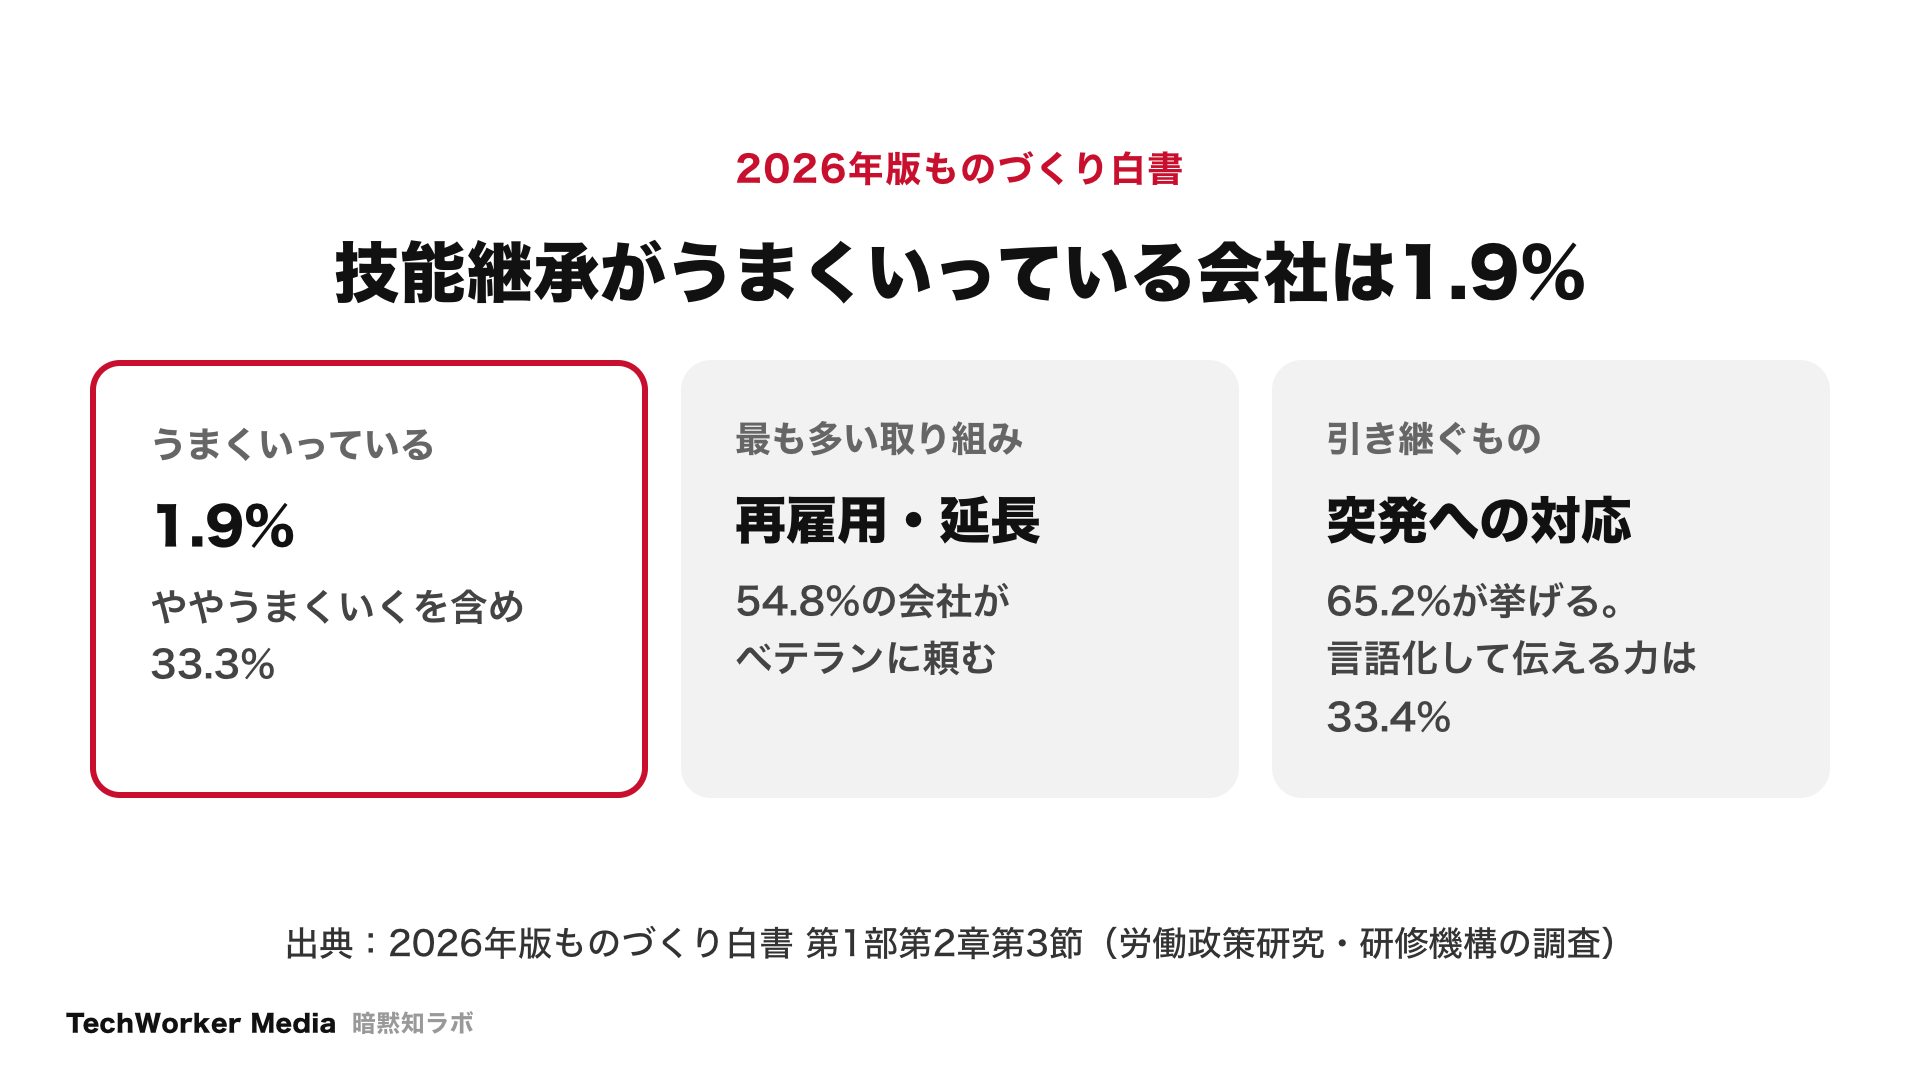 2026年版ものづくり白書
技能継承がうまくいっている会社は1.9%
うまくいっている
1.9%
ややうまくいくを含め
33.3%
最も多い取り組み
再雇用・延長
54.8%の会社が
ベテランに頼む
引き継ぐもの
突発への対応
65.2%が挙げる。
言語化して伝える力は
33.4%
出典：2026年版ものづくり白書 第1部第2章第3節（労働政策研究・研修機構の調査）
TechWorker Media 暗黙知ラボ